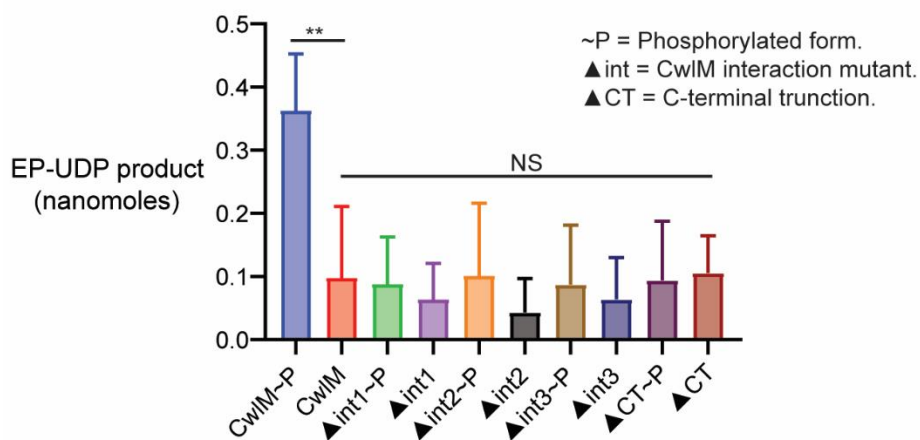 0.5
**
~P = Phosphorylated form.
▲int = CwlM interaction mutant.
▲CT = C-terminal trunction.
0.4
0.3
EP-UDP product
(nanomoles)
NS
0.2
0.1
0.0
CwlM~P
CwlM
▲int1~P
▲int1
▲int2~P
▲int2
▲int3~P
▲int3
▲CT~P
▲CT